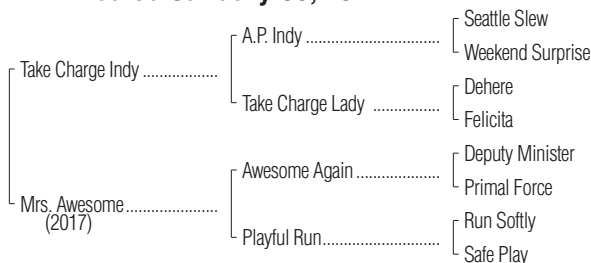 Seattle Slew
A.P. Indy
Weekend Surprise
Take Charge Indy
Dehere
Take Charge Lady
Felicita
Deputy Minister
Awesome Again
Primal Force
Mrs. Awesome
(2017)
Run Softly
Playful Run
Safe Play